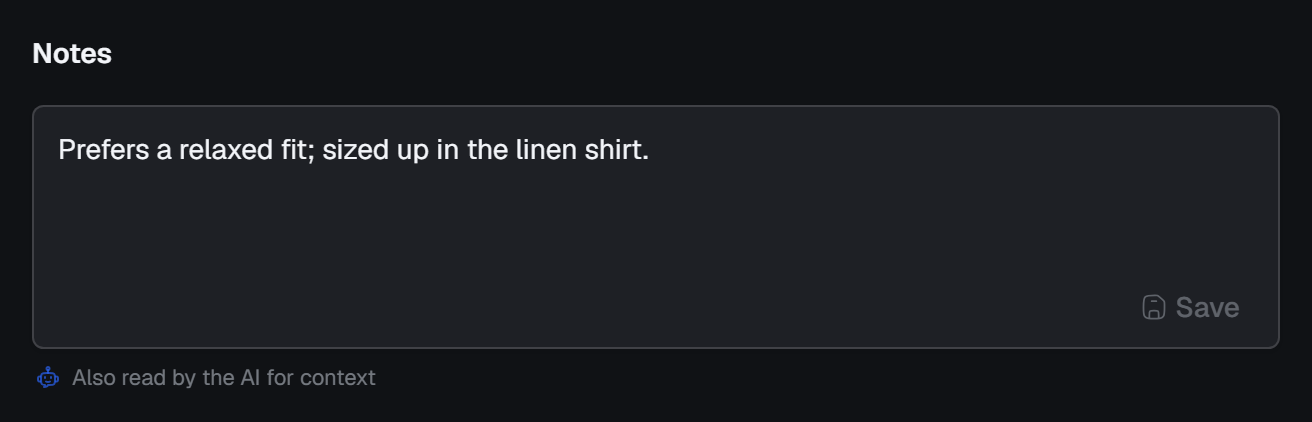 Notes
Prefers a relaxed fit; sized up in the linen shirt.
Save
Also read by the AI for context